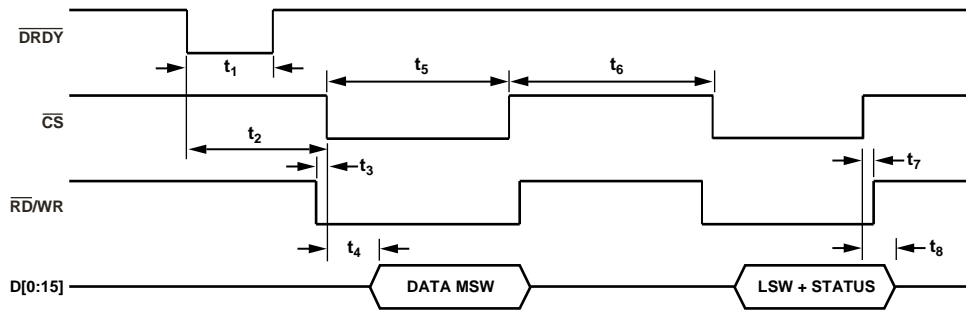 DRDY
t1
t5
t6
CS
t2
t3
t7
RD/WR
t4
t8
D[0:15]
DATA MSW
LSW + STATUS